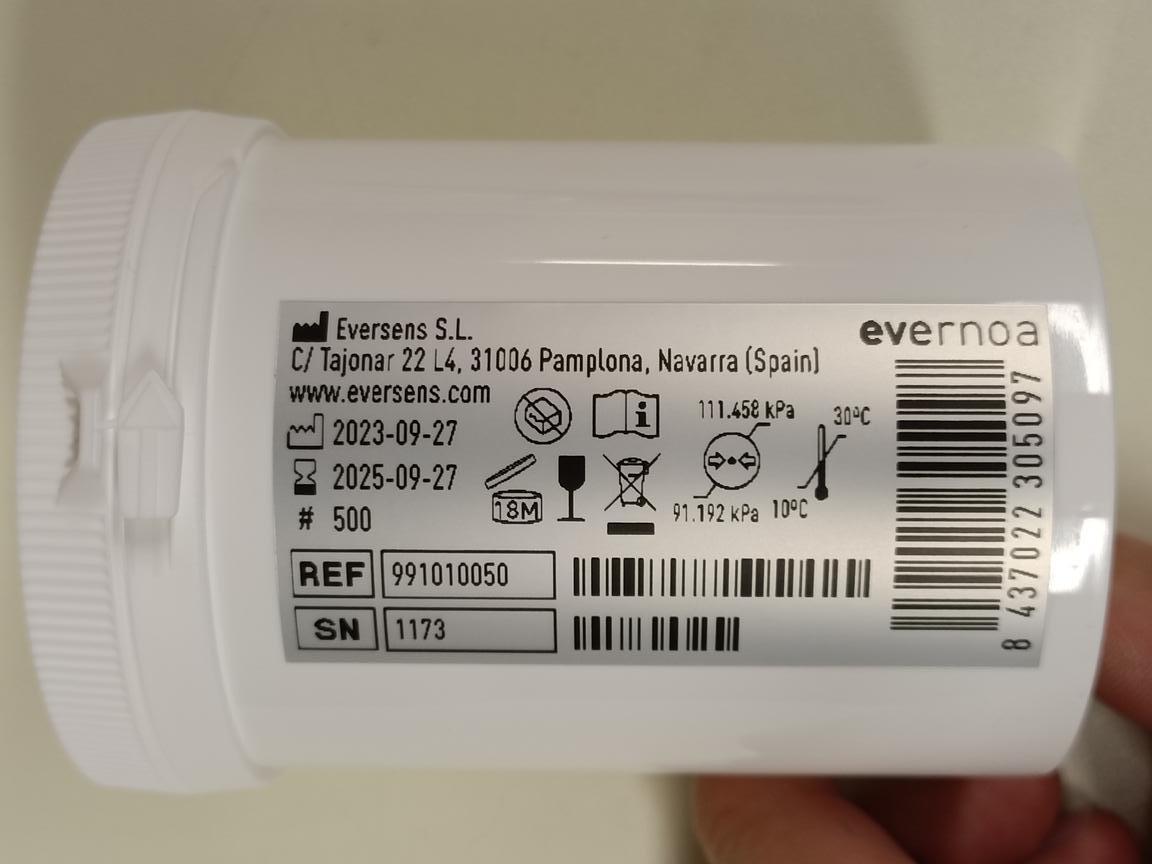 Eversens S.L.
evernoa
C/ Tajonar 22 L4, 31006 Pamplona, Navarra (Spain)
www.eversens.com
2023-09-27
2025-09-27
# 500
18M
111.458 kPa
91.192 kPa
30ºC
10ºC
REF 991010050
SN 1173
8 437022 305097